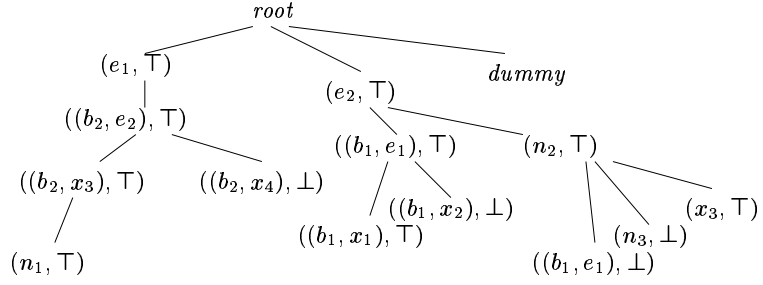 root
(e₁, ⊤)
(e₂, ⊤)
dummy
((b₂, e₂), ⊤)
((b₁, e₁), ⊤)
(n₂, ⊤)
((b₂, x₃), ⊤)
((b₂, x₄), ⊥)
((b₁, x₂), ⊥)
(x₃, ⊤)
((b₁, x₁), ⊤)
(n₃, ⊥)
(n₁, ⊤)
((b₁, e₁), ⊥)